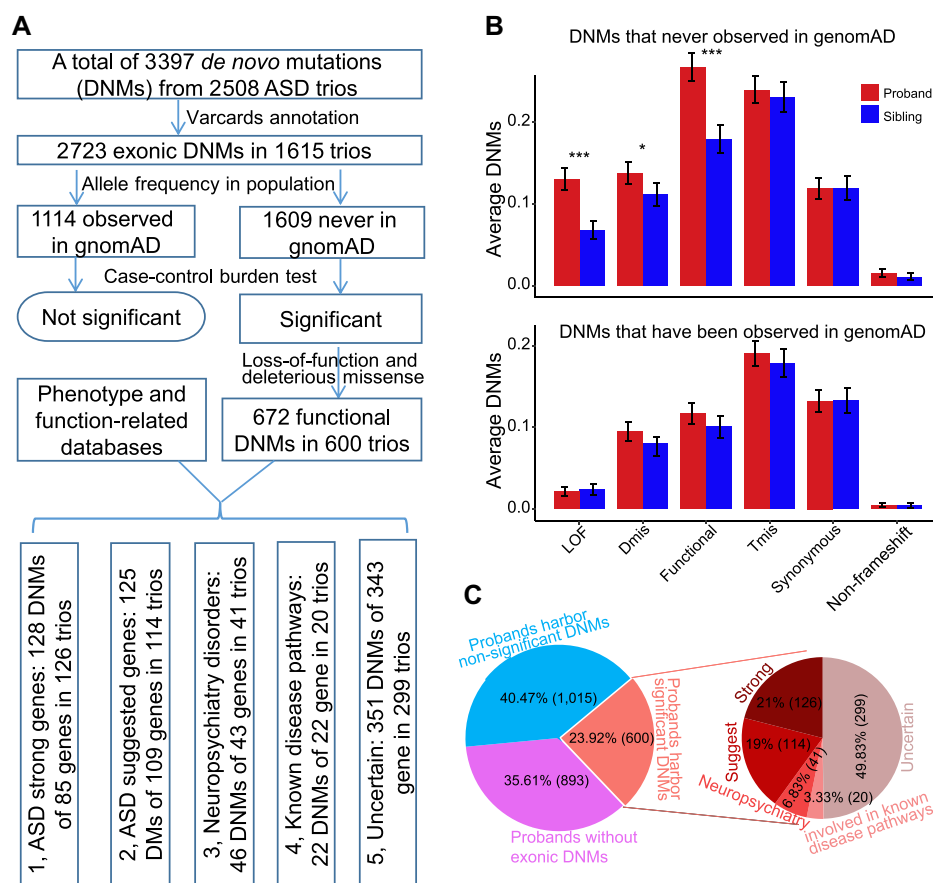 A
A total of 3397 de novo mutations
(DNMs) from 2508 ASD trios
Varcards annotation
2723 exonic DNMs in 1615 trios
Allele frequency in population
1114 observed
in gnomAD
1609 never in
gnomAD
Case-control burden test
Not significant
Significant
Loss-of-function and
deleterious missense
Phenotype and
function-related
databases
672 functional
DNMs in 600 trios
1, ASD strong genes: 128 DNMs
of 85 genes in 126 trios
2, ASD suggested genes: 125
DMs of 109 genes in 114 trios
3, Neuropsychiatry disorders:
46 DNMs of 43 genes in 41 trios
4, Known disease pathways:
22 DNMs of 22 gene in 20 trios
5, Uncertain: 351 DNMs of 343
gene in 299 trios
B
DNMs that never observed in genomAD
Average DNMs
0.2
0.1
0.0
***
*
***
Proband
Sibling
DNMs that have been observed in genomAD
Average DNMs
0.2
0.1
0.0
LOF
Dmis
Functional
Tmis
Synonymous
Non-frameshift
C
Probands harbor
non-significant DNMs
40.47% (1,015)
23.92% (600)
Probands harbor
significant DNMs
35.61% (893)
Probands without
exonic DNMs
Strong
21% (126)
Suggest
19% (114)
Neuropsychiatry
6.83% (41)
3.33% (20)
involved in known
disease pathways
49.83% (299)
Uncertain